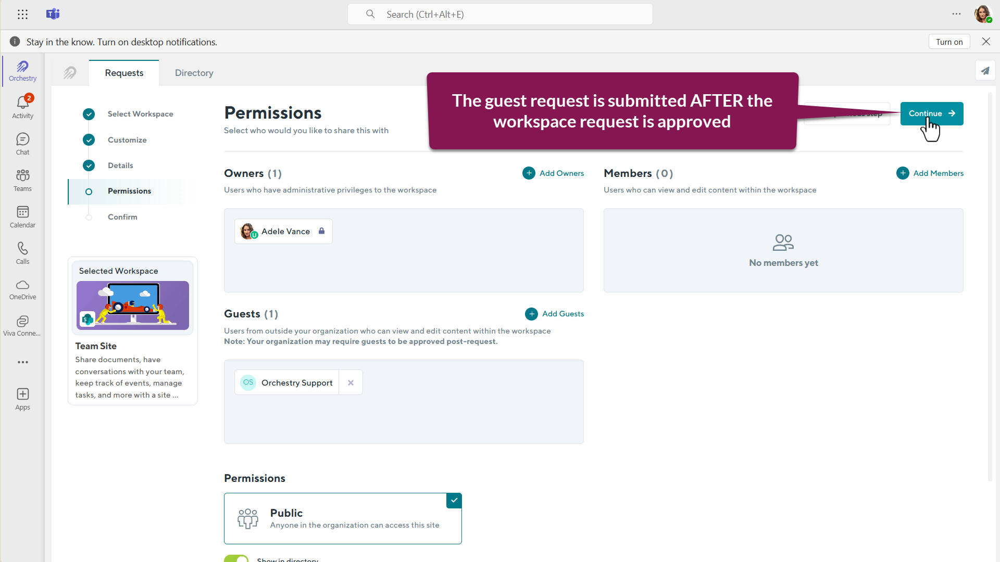 Search (Ctrl+Alt+E)
Stay in the know. Turn on desktop notifications.
Turn on
Orchestry
2
Activity
Chat
Teams
Calendar
Calls
OneDrive
Viva Conne...
Apps
Requests
Directory
Select Workspace
Customize
Details
Permissions
Confirm
Selected Workspace
Team Site
Share documents, have
conversations with your team,
keep track of events, manage
tasks, and more with a site ...
Permissions
Select who would you like to share this with
The guest request is submitted AFTER the
workspace request is approved
step
Continue
Owners (1)
Add Owners
Users who have administrative privileges to the workspace
U
Adele Vance
Members (0)
Add Members
Users who can view and edit content within the workspace
No members yet
Guests (1)
Add Guests
Users from outside your organization who can view and edit content within the workspace
Note: Your organization may require guests to be approved post-request.
OS
Orchestry Support
Permissions
Public
Anyone in the organization can access this site
Show in directory